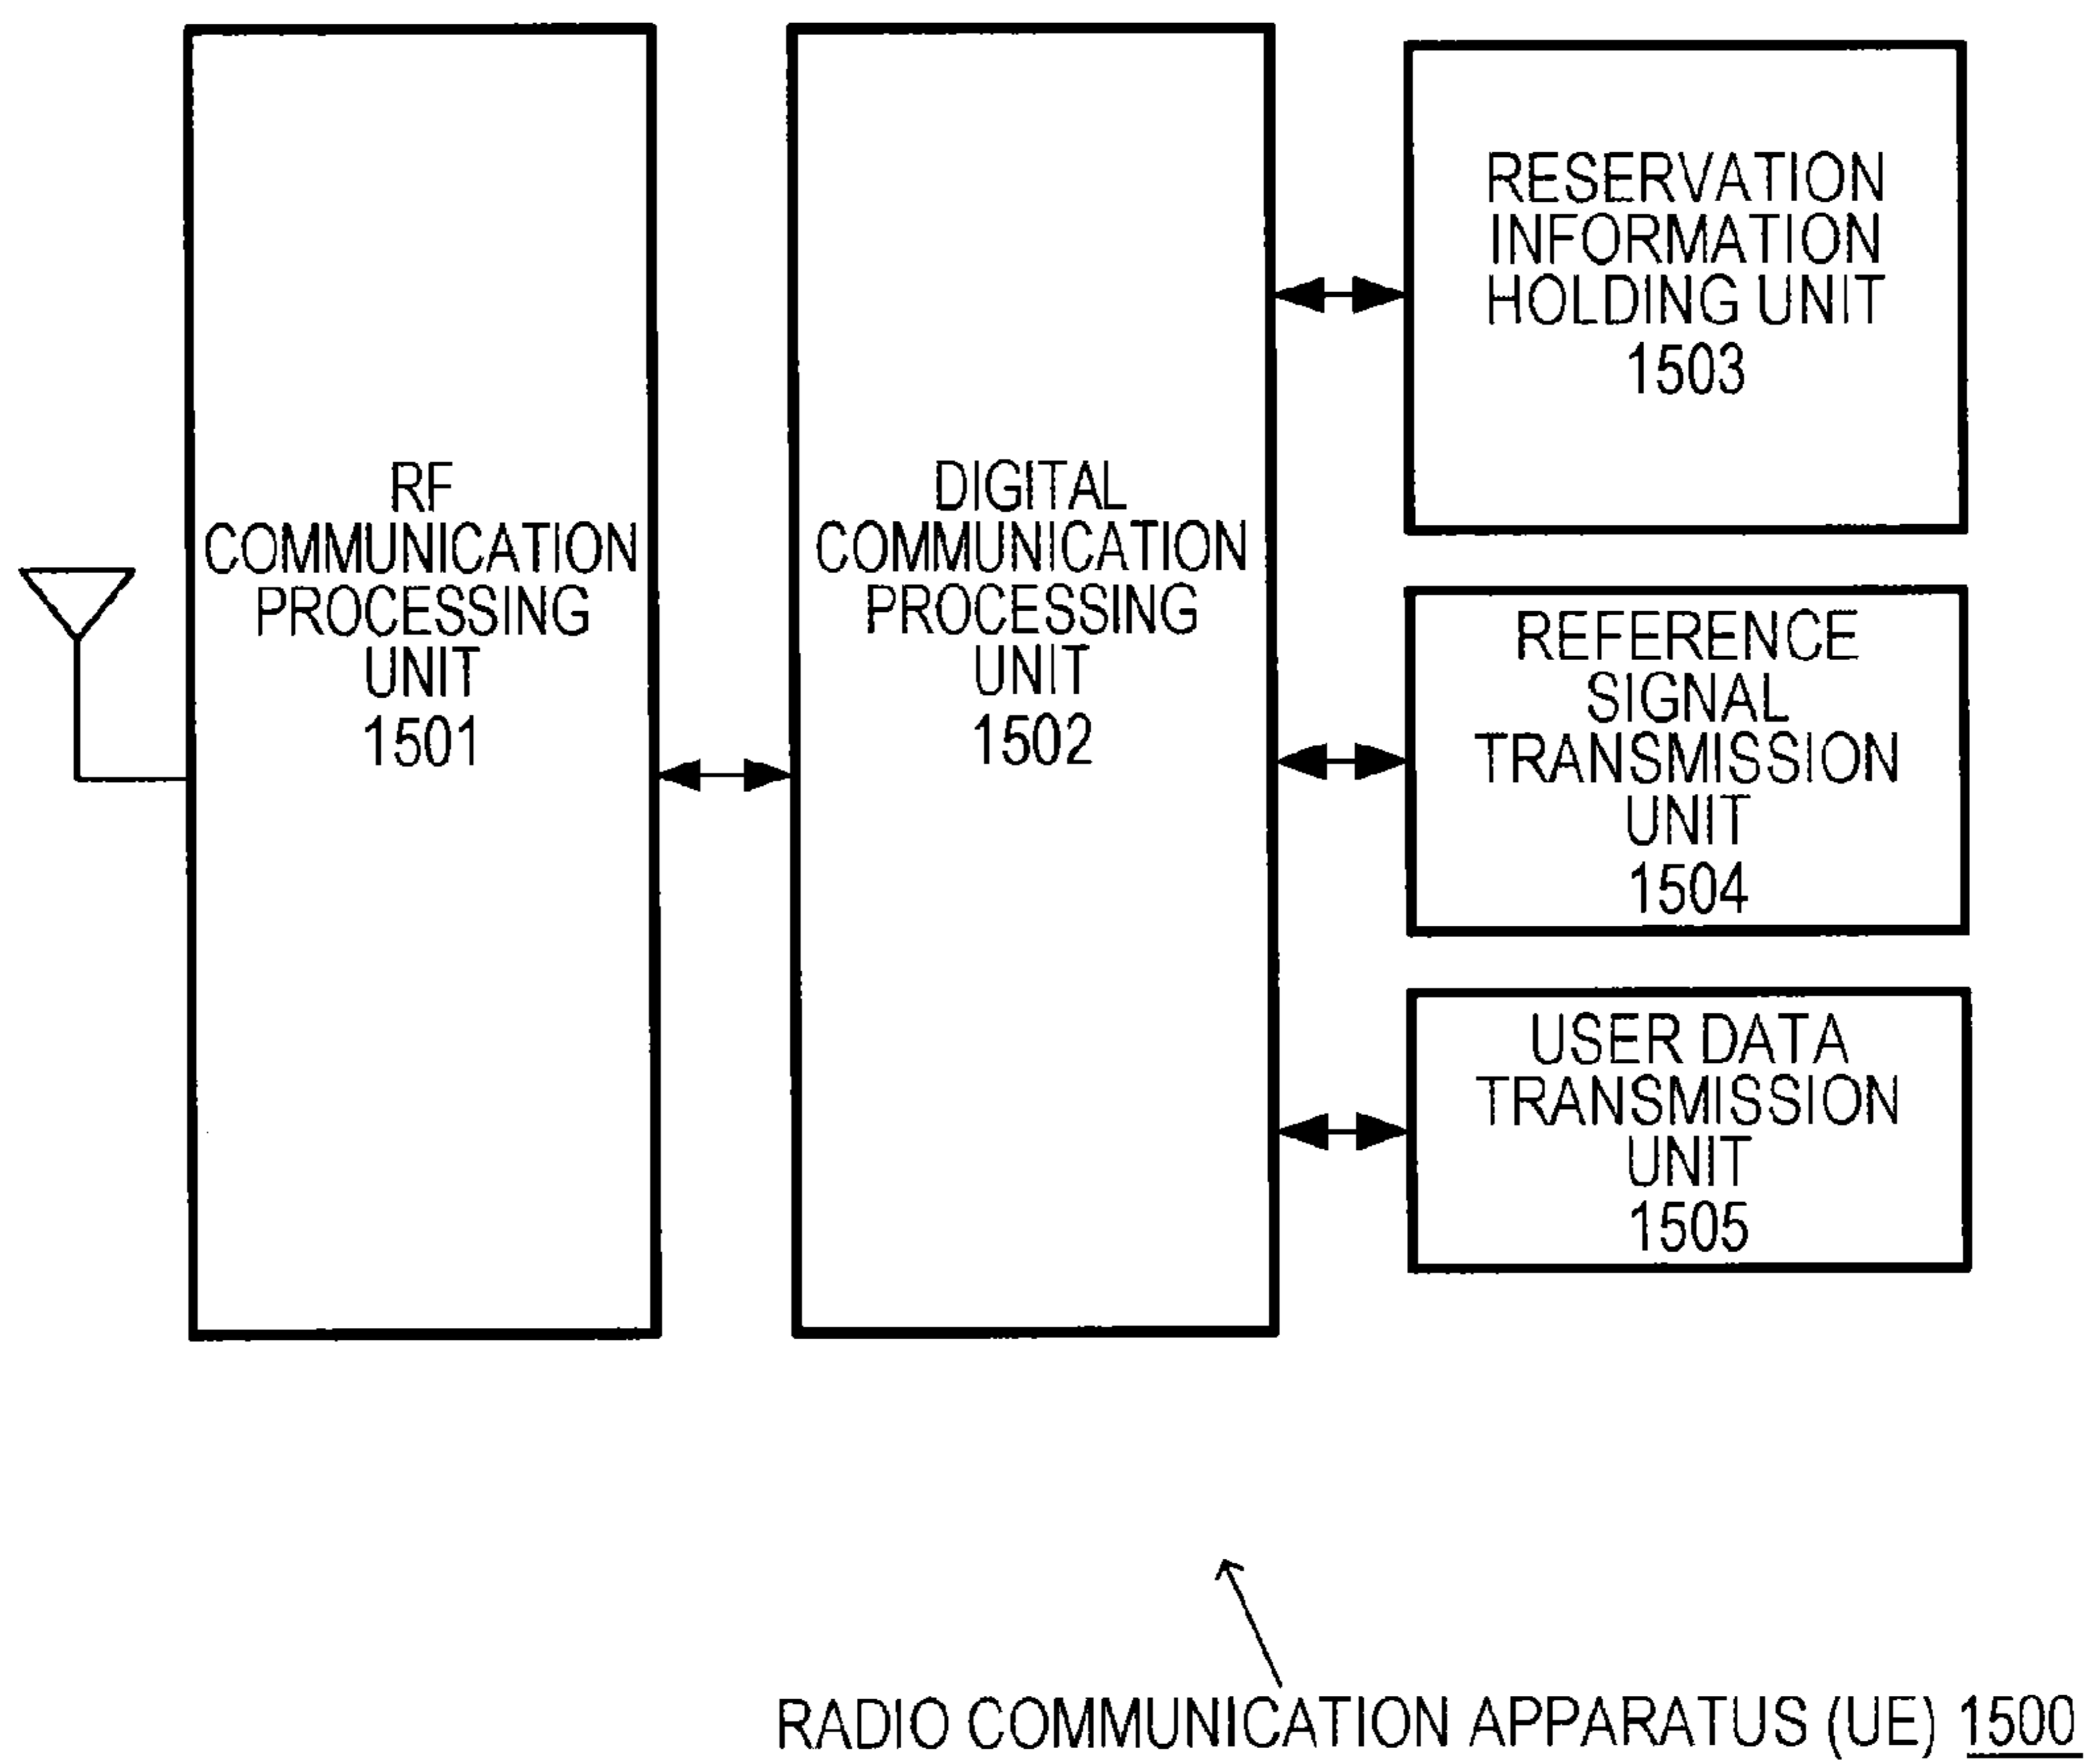 RF
COMMUNICATION
PROCESSING
UNIT
1501
DIGITAL
COMMUNICATION
PROCESSING
UNIT
1502
RESERVATION
INFORMATION
HOLDING UNIT
1503
REFERENCE
SIGNAL
TRANSMISSION
UNIT
1504
USER DATA
TRANSMISSION
UNIT
1505
RADIO COMMUNICATION APPARATUS (UE) 1500